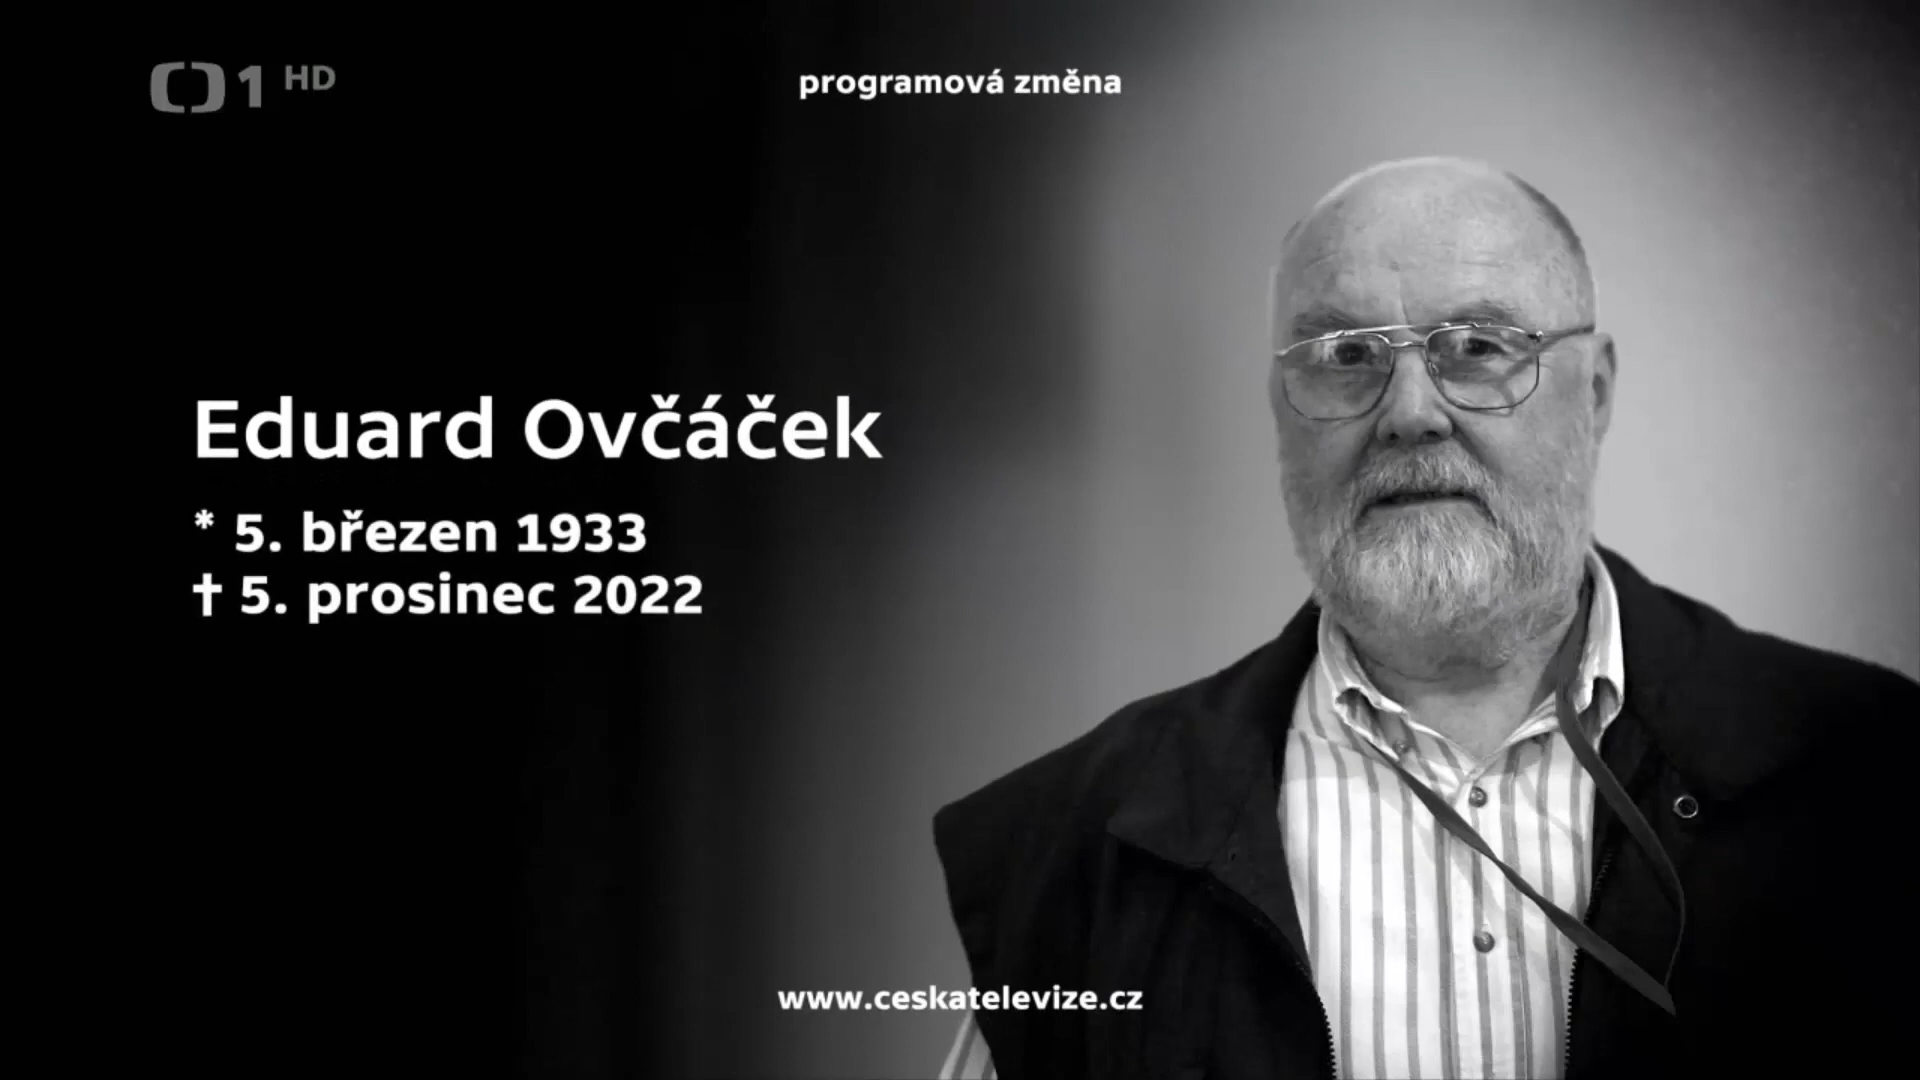 ČT1 HD
programová změna
Eduard Ovčáček
* 5. březen 1933
† 5. prosinec 2022
www.ceskatelevize.cz